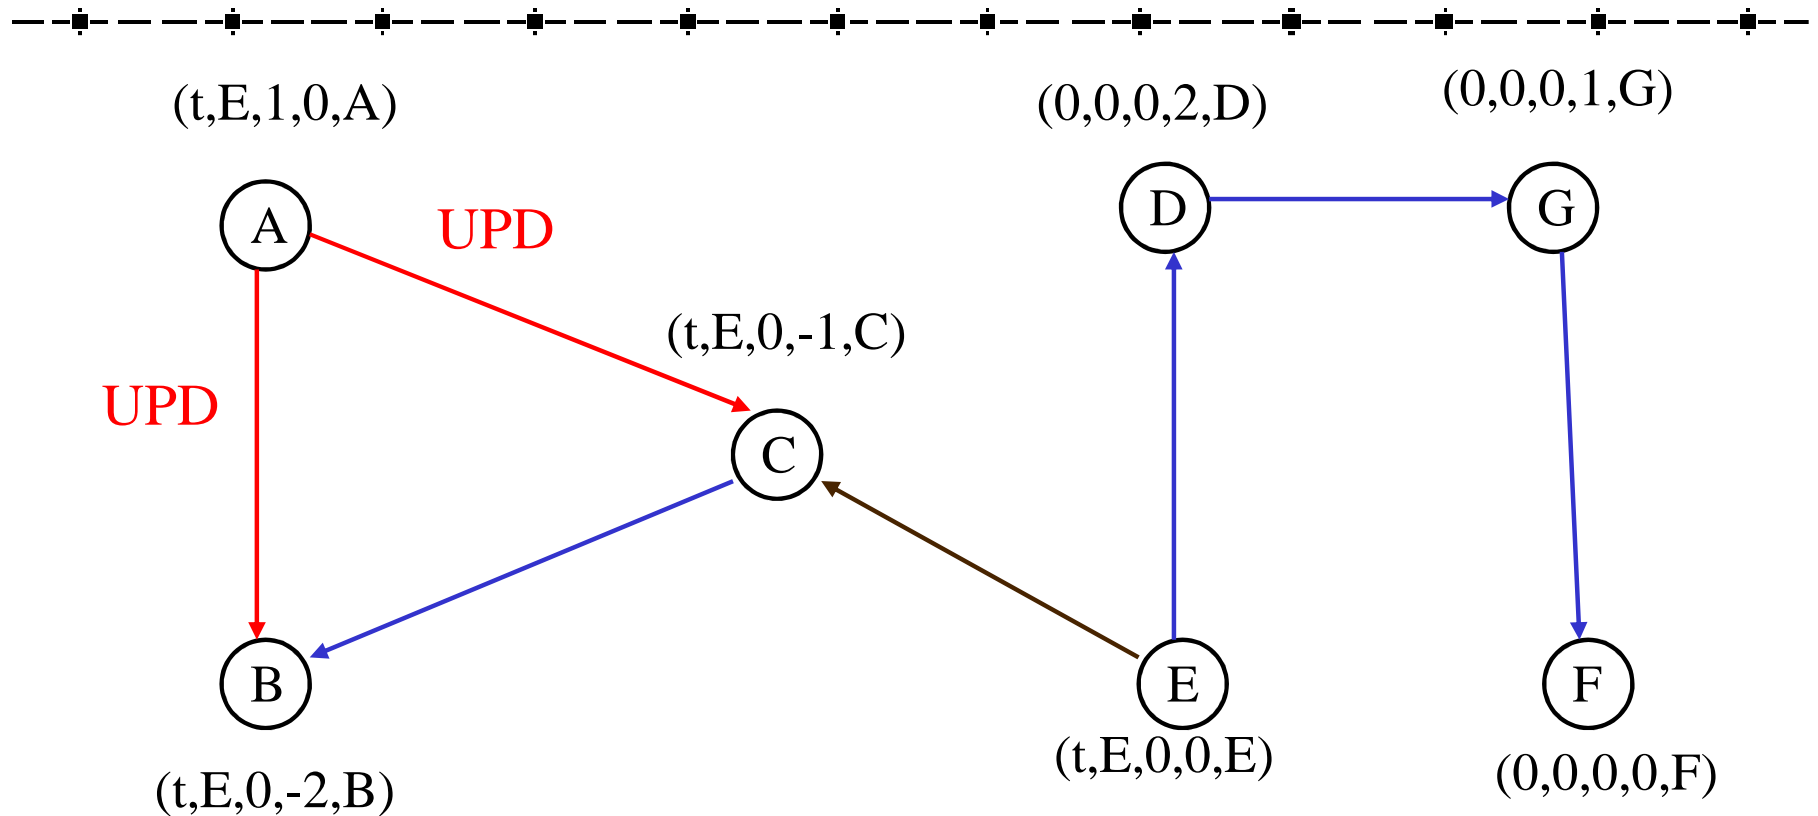 (t,E,1,0,A)
(0,0,0,2,D)
(0,0,0,1,G)
A
UPD
D
G
(t,E,0,-1,C)
UPD
C
B
E
F
(t,E,0,-2,B)
(t,E,0,0,E)
(0,0,0,0,F)